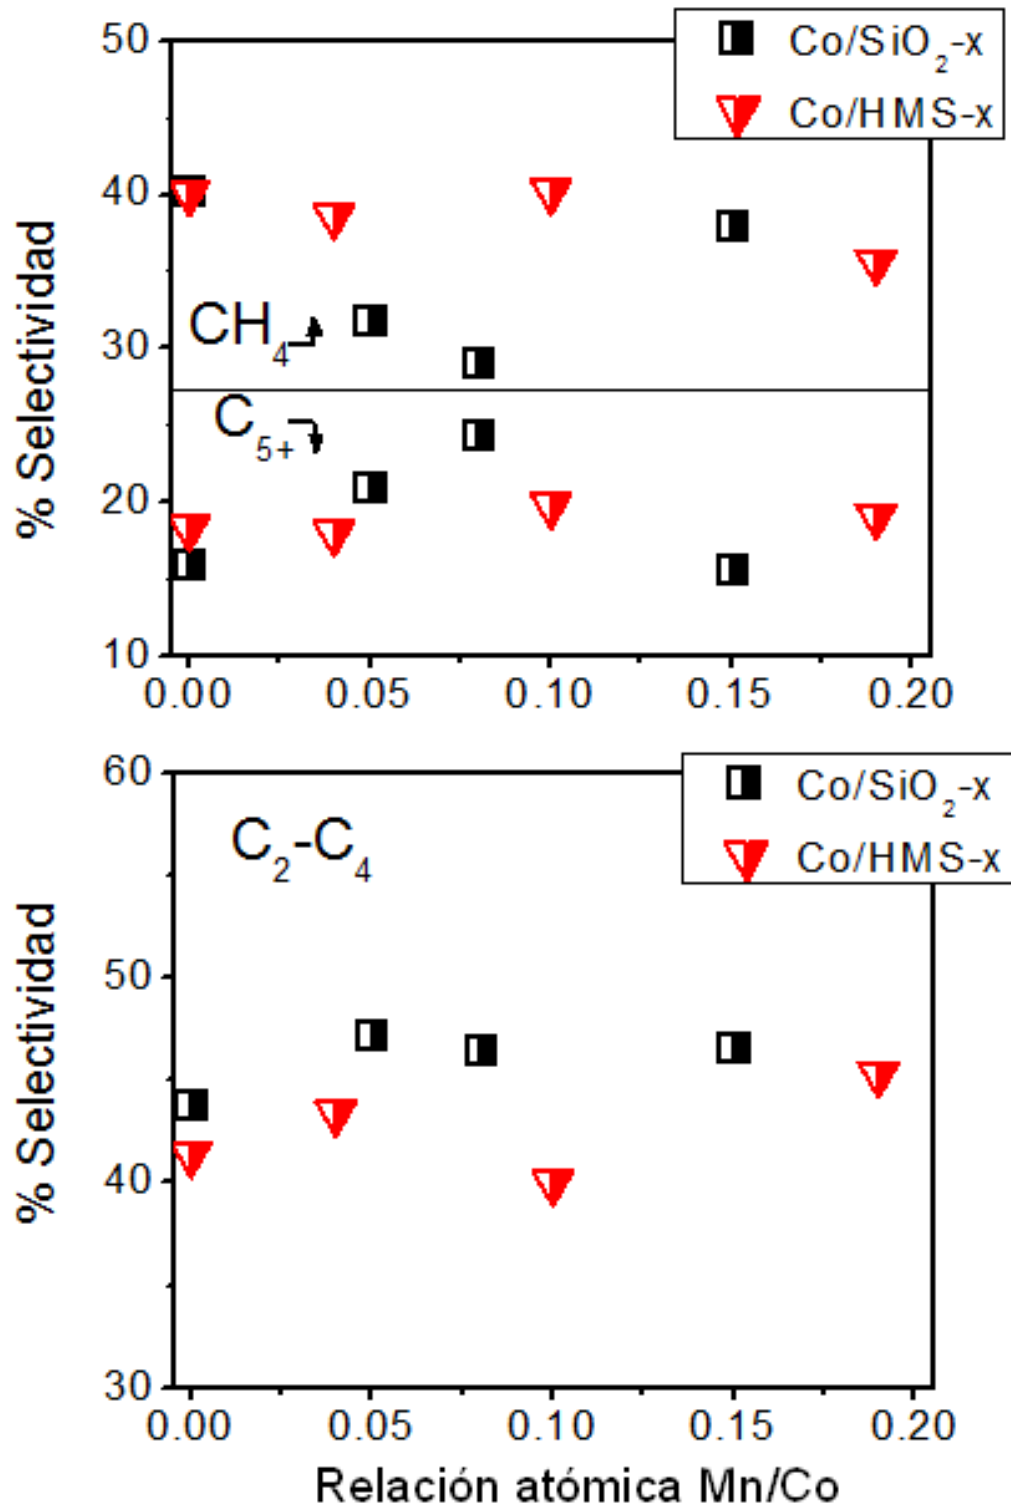 Co/SiO₂-x
Co/HMS-x
50
40
30
20
10
% Selectividad
CH₄
C₅₊
0.00 0.05 0.10 0.15 0.20
Co/SiO₂-x
Co/HMS-x
60
50
40
30
% Selectividad
C₂-C₄
0.00 0.05 0.10 0.15 0.20
Relación atómica Mn/Co